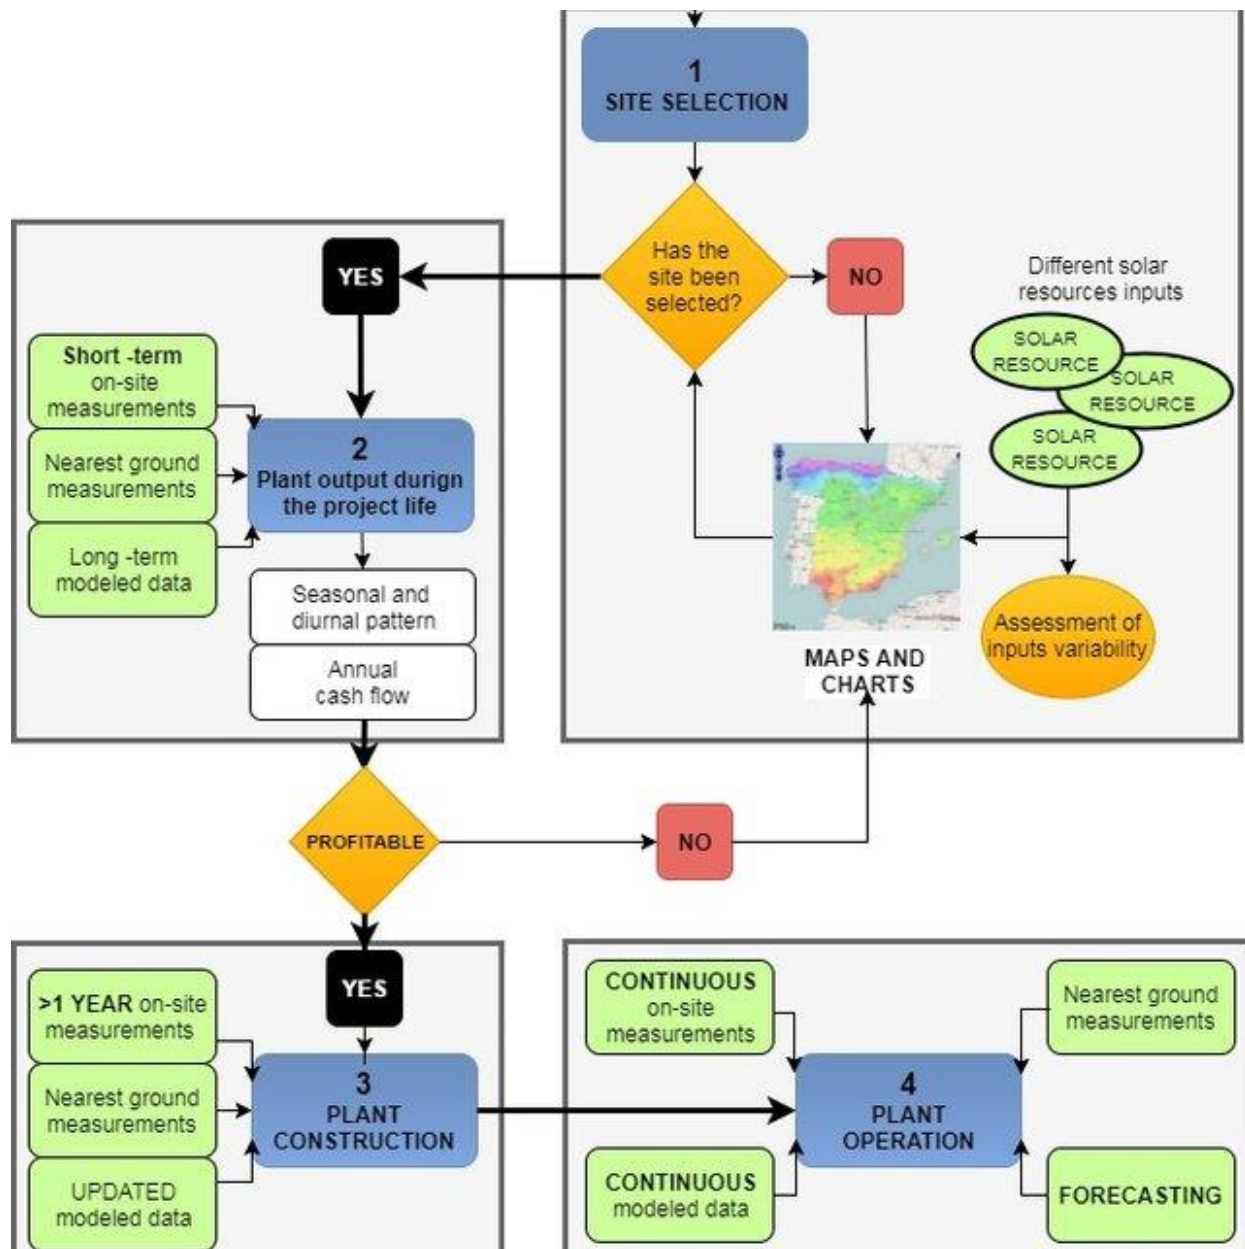 1
SITE SELECTION
Has the
site been
selected?
NO
YES
Different solar
resources inputs
SOLAR
RESOURCE
SOLAR
RESOURCE
SOLAR
RESOURCE
Assessment of
inputs variability
MAPS AND
CHARTS
Short -term
on-site
measurements
Nearest ground
measurements
Long -term
modeled data
2
Plant output durign
the project life
Seasonal and
diurnal pattern
Annual
cash flow
PROFITABLE
NO
YES
>1 YEAR on-site
measurements
Nearest ground
measurements
UPDATED
modeled data
3
PLANT
CONSTRUCTION
CONTINUOUS
on-site
measurements
Nearest ground
measurements
4
PLANT
OPERATION
CONTINUOUS
modeled data
FORECASTING